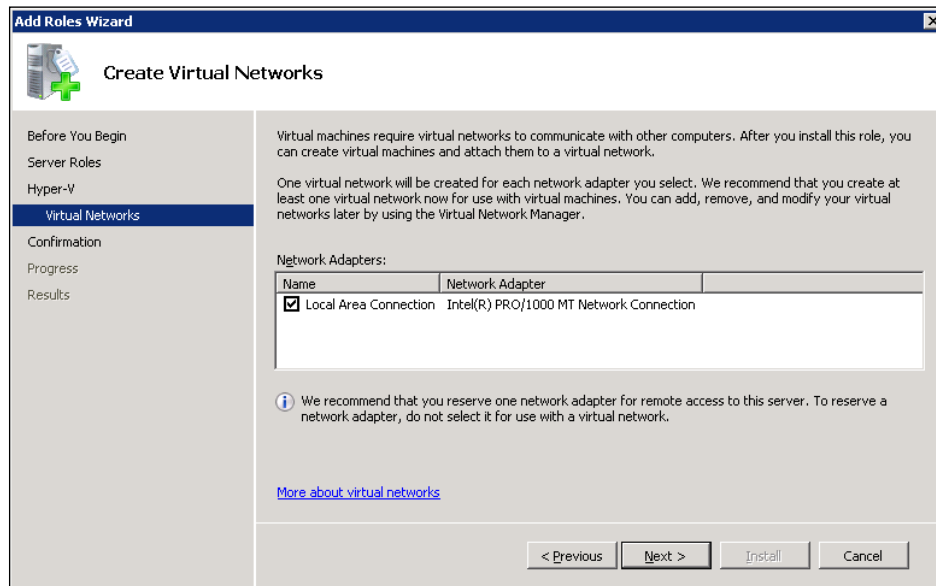 Add Roles Wizard
Create Virtual Networks
Before You Begin
Server Roles
Hyper-V
Virtual Networks
Confirmation
Progress
Results
Virtual machines require virtual networks to communicate with other computers. After you install this role, you
can create virtual machines and attach them to a virtual network.
One virtual network will be created for each network adapter you select. We recommend that you create at
least one virtual network now for use with virtual machines. You can add, remove, and modify your virtual
networks later by using the Virtual Network Manager.
Network Adapters:
Name Network Adapter
Local Area Connection Intel(R) PRO/1000 MT Network Connection
We recommend that you reserve one network adapter for remote access to this server. To reserve a
network adapter, do not select it for use with a virtual network.
More about virtual networks
< Previous Next > Install Cancel